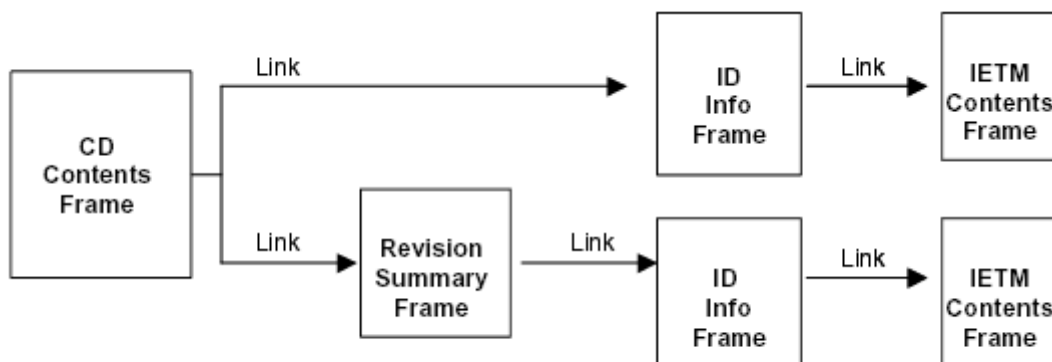 Link
ID
Info
Frame
Link
IETM
Contents
Frame
CD
Contents
Frame
Link
Revision
Summary
Frame
Link
ID
Info
Frame
Link
IETM
Contents
Frame